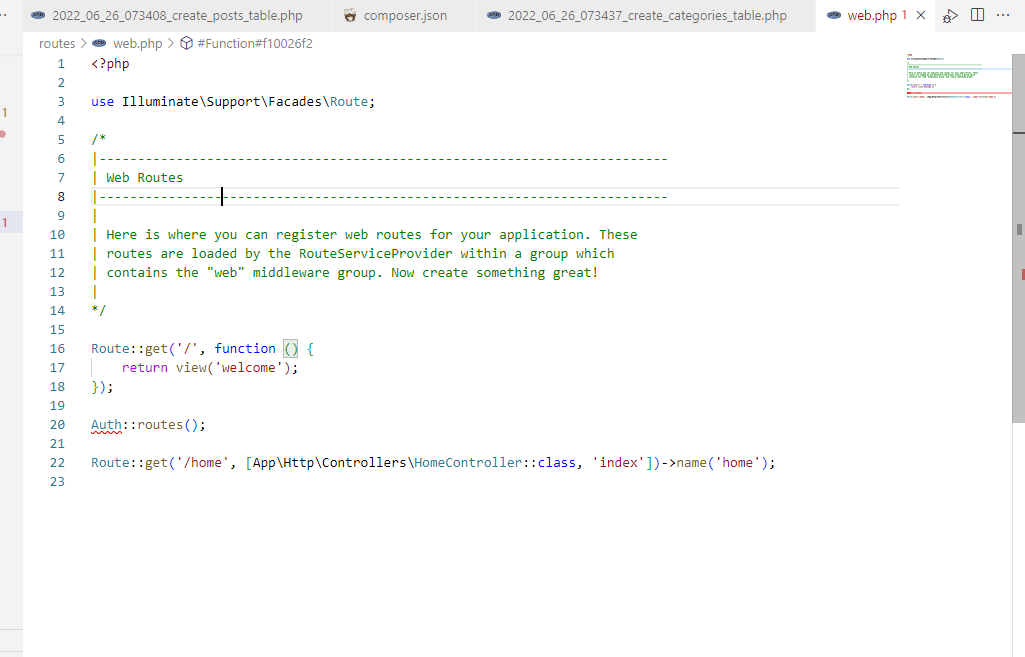 2022_06_26_073408_create_posts_table.php composer.json 2022_06_26_073437_create_categories_table.php web.php 1
routes > web.php > #Function#f10026f2
1 <?php
2
3 use Illuminate\Support\Facades\Route;
4
5 /*
6 |--------------------------------------------------------------------------
7 | Web Routes
8 |--------------------------------------------------------------------------
9 |
10 | Here is where you can register web routes for your application. These
11 | routes are loaded by the RouteServiceProvider within a group which
12 | contains the "web" middleware group. Now create something great!
13 |
14 */
15
16 Route::get('/', function () {
17     return view('welcome');
18 });
19
20 Auth::routes();
21
22 Route::get('/home', [App\Http\Controllers\HomeController::class, 'index'])->name('home');
23
1
1